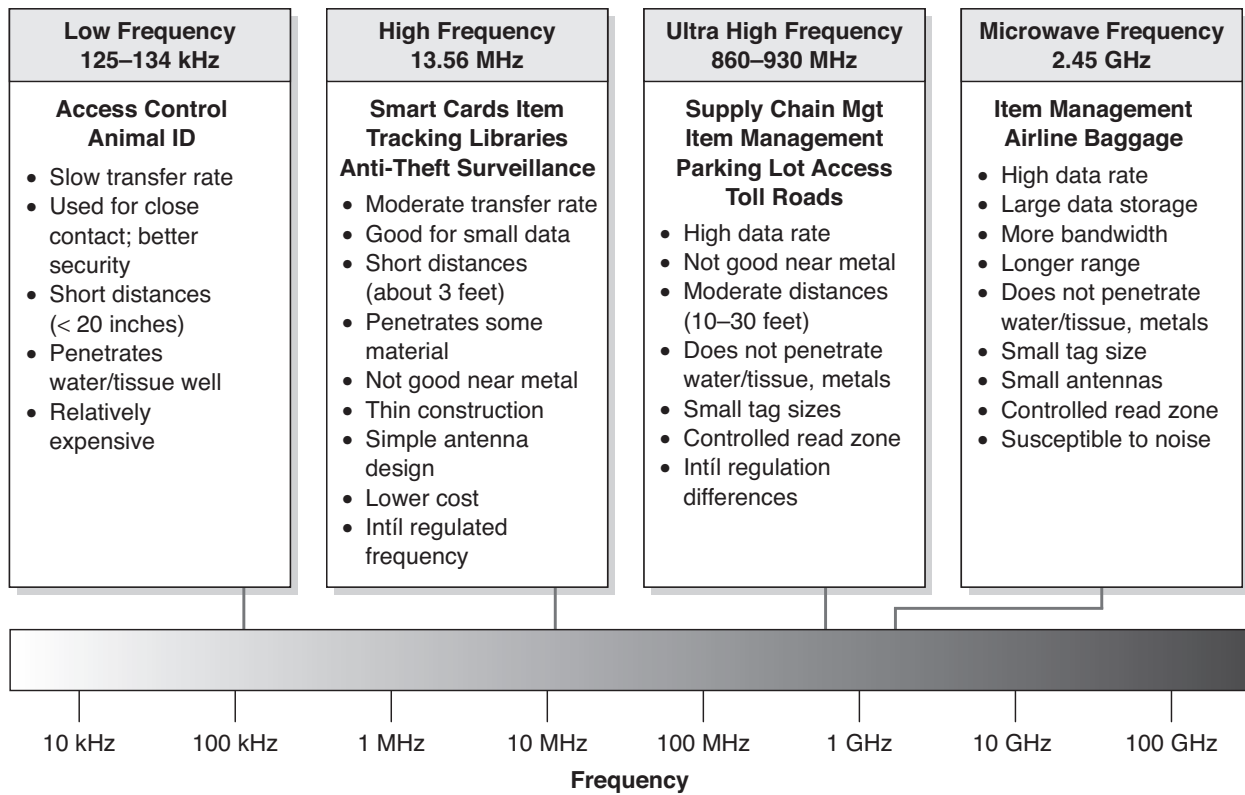 Low Frequency
125–134 kHz
Access Control
Animal ID
• Slow transfer rate
• Used for close
contact; better
security
• Short distances
(< 20 inches)
• Penetrates
water/tissue well
• Relatively
expensive
High Frequency
13.56 MHz
Smart Cards Item
Tracking Libraries
Anti-Theft Surveillance
• Moderate transfer rate
• Good for small data
• Short distances
(about 3 feet)
• Penetrates some
material
• Not good near metal
• Thin construction
• Simple antenna
design
• Lower cost
• Intíl regulated
frequency
Ultra High Frequency
860–930 MHz
Supply Chain Mgt
Item Management
Parking Lot Access
Toll Roads
• High data rate
• Not good near metal
• Moderate distances
(10–30 feet)
• Does not penetrate
water/tissue, metals
• Small tag sizes
• Controlled read zone
• Intíl regulation
differences
Microwave Frequency
2.45 GHz
Item Management
Airline Baggage
• High data rate
• Large data storage
• More bandwidth
• Longer range
• Does not penetrate
water/tissue, metals
• Small tag size
• Small antennas
• Controlled read zone
• Susceptible to noise
10 kHz 100 kHz 1 MHz 10 MHz 100 MHz 1 GHz 10 GHz 100 GHz
Frequency